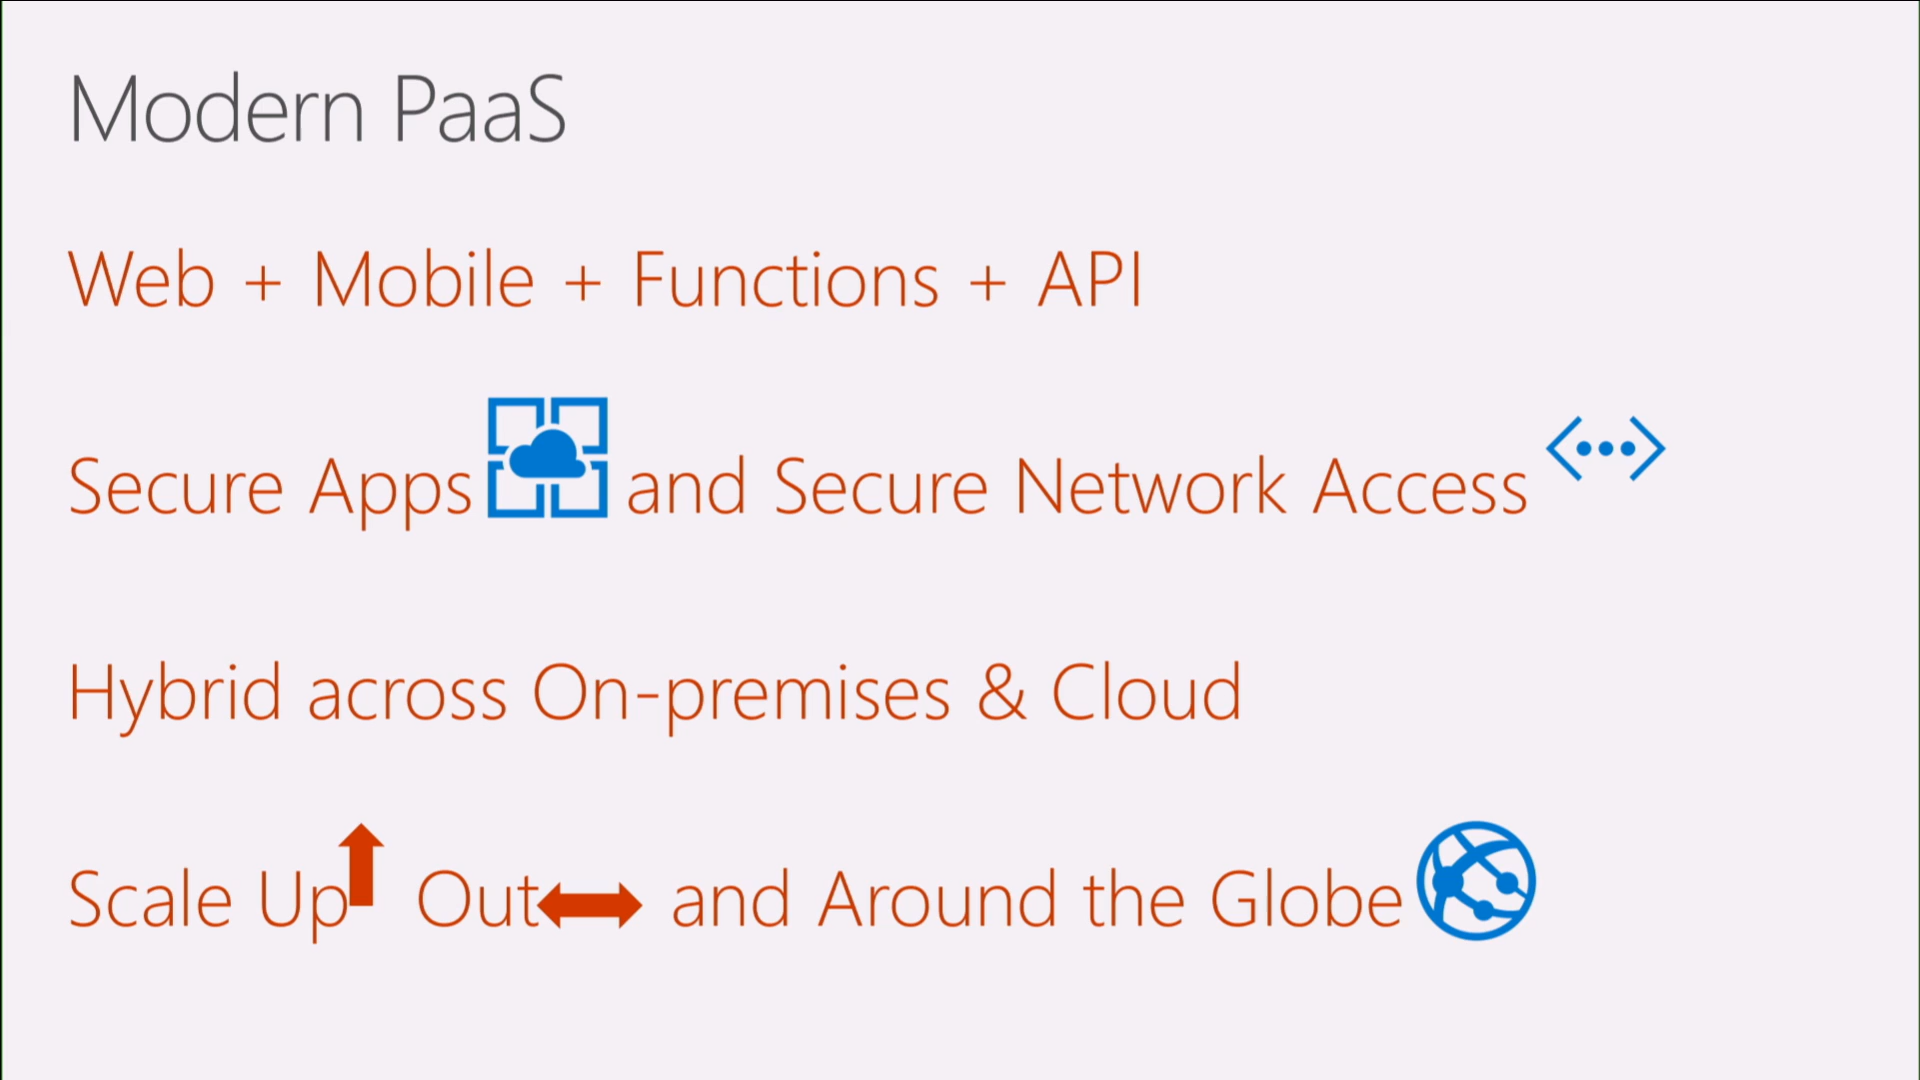 Modern PaaS
Web + Mobile + Functions + API
Secure Apps and Secure Network Access
Hybrid across On-premises & Cloud
Scale Up Out and Around the Globe